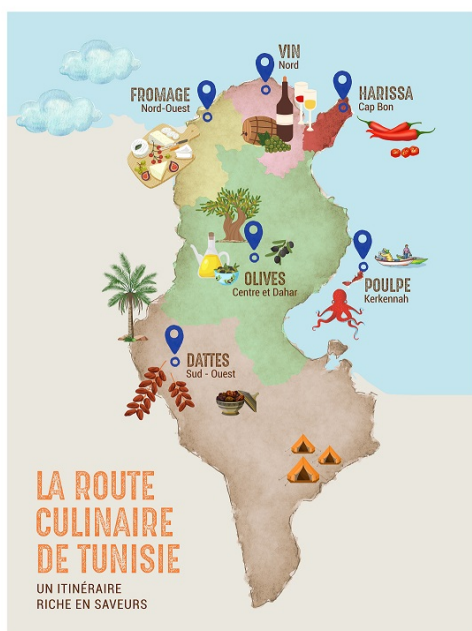 VIN
Nord
FROMAGE
Nord-Ouest
HARISSA
Cap Bon
OLIVES
Centre et Dahar
POULPE
Kerkennah
DATTES
Sud - Ouest
LA ROUTE
CULINAIRE
DE TUNISIE
UN ITINÉRAIRE
RICHE EN SAVEURS